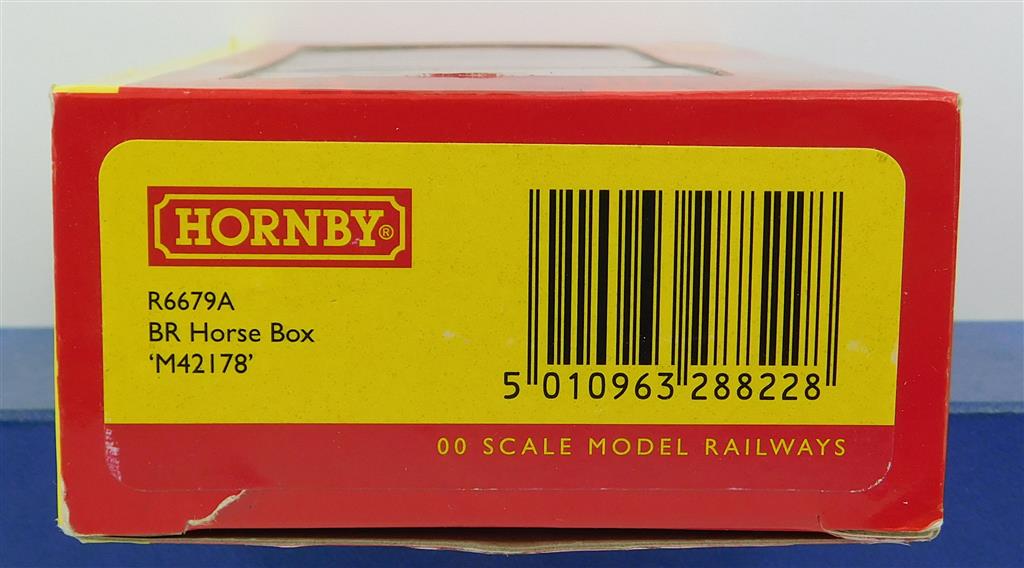 HORNBY®
R6679A
BR Horse Box
‘M42178’
5 010963 288228
00 SCALE MODEL RAILWAYS